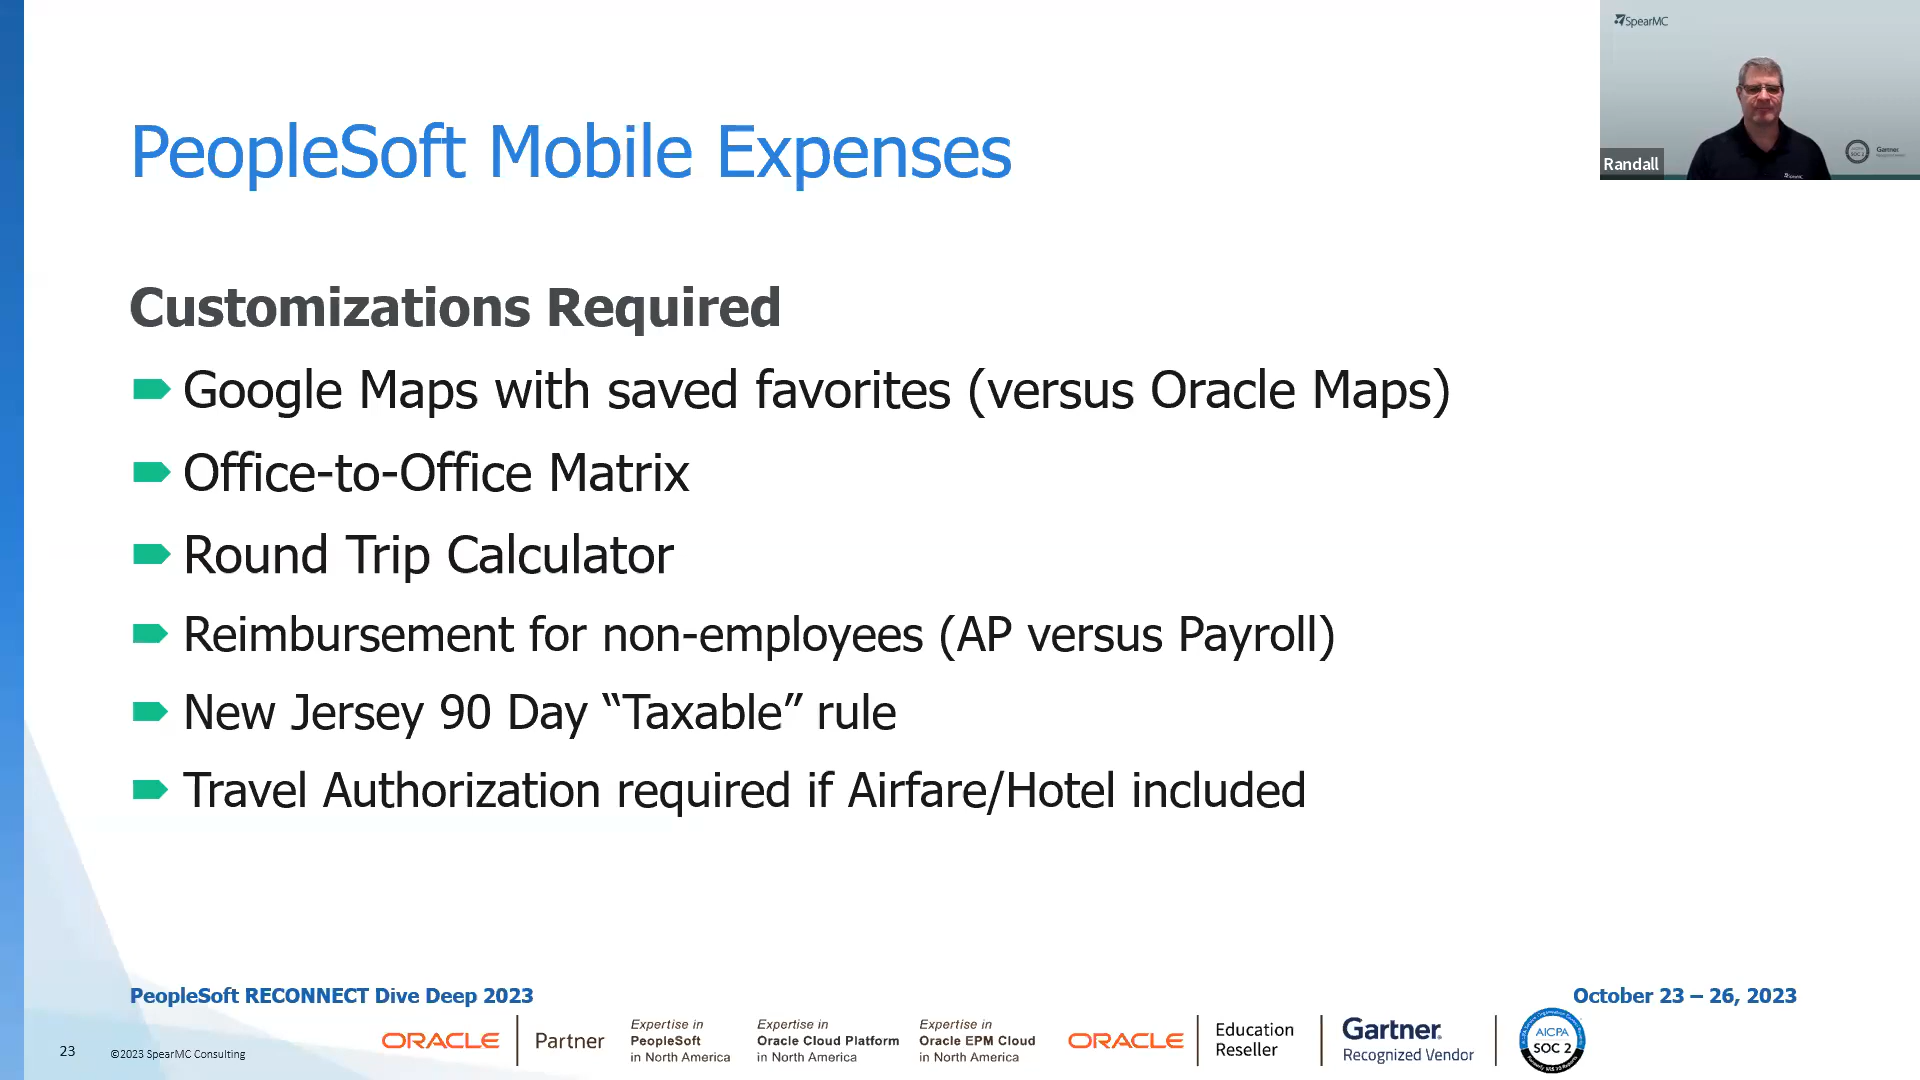 SpearMC
Gartner
Randall
PeopleSoft Mobile Expenses
Customizations Required
Google Maps with saved favorites (versus Oracle Maps)
Office-to-Office Matrix
Round Trip Calculator
Reimbursement for non-employees (AP versus Payroll)
New Jersey 90 Day “Taxable” rule
Travel Authorization required if Airfare/Hotel included
PeopleSoft RECONNECT Dive Deep 2023
October 23 – 26, 2023
23
©2023 SpearMC Consulting
ORACLE
Partner
Expertise in
PeopleSoft
in North America
Expertise in
Oracle Cloud Platform
in North America
Expertise in
Oracle EPM Cloud
in North America
ORACLE
Education
Reseller
Gartner
Recognized Vendor
AICPA
SOC 2